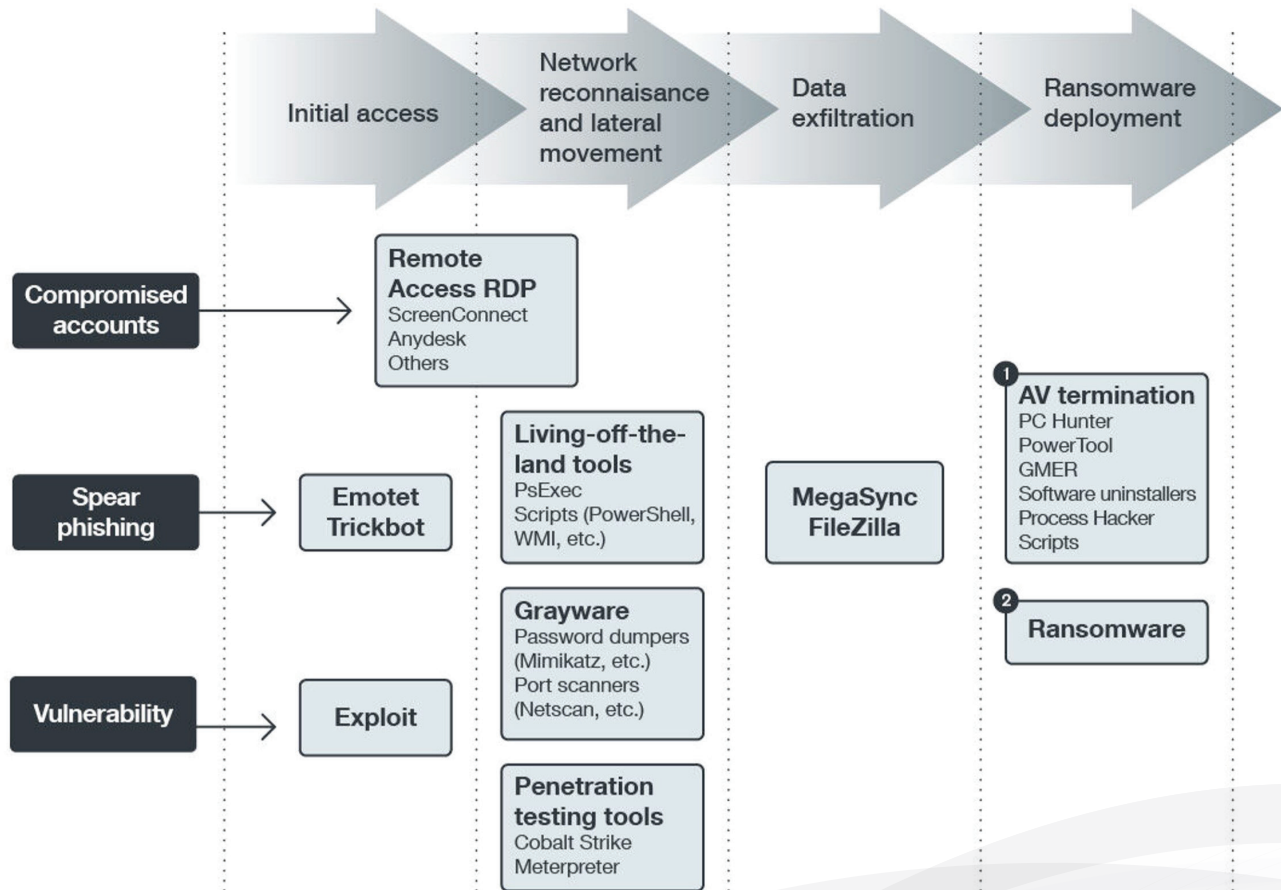 Initial access
Network
reconnaisance
and lateral
movement
Data
exfiltration
Ransomware
deployment
Compromised
accounts
Remote
Access RDP
ScreenConnect
Anydesk
Others
Spear
phishing
Emotet
Trickbot
Living-off-the-
land tools
PsExec
Scripts (PowerShell,
WMI, etc.)
MegaSync
FileZilla
1
AV termination
PC Hunter
PowerTool
GMER
Software uninstallers
Process Hacker
Scripts
2
Ransomware
Vulnerability
Exploit
Grayware
Password dumpers
(Mimikatz, etc.)
Port scanners
(Netscan, etc.)
Penetration
testing tools
Cobalt Strike
Meterpreter